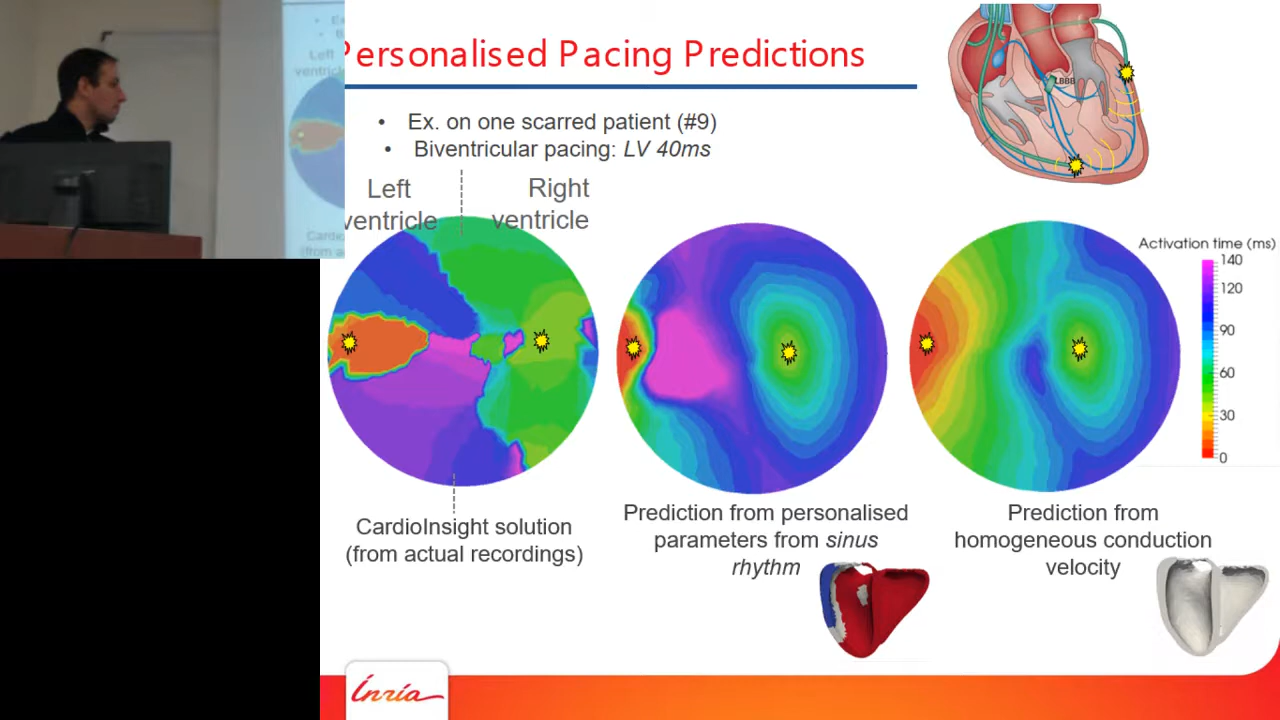 Personalised Pacing Predictions
• Ex. on one scarred patient (#9)
• Biventricular pacing: LV 40ms
LBBB
Left
ventricle
Right
ventricle
Activation time (ms)
140
120
90
60
30
0
CardioInsight solution
(from actual recordings)
Prediction from personalised
parameters from sinus
rhythm
Prediction from
homogeneous conduction
velocity
Inria